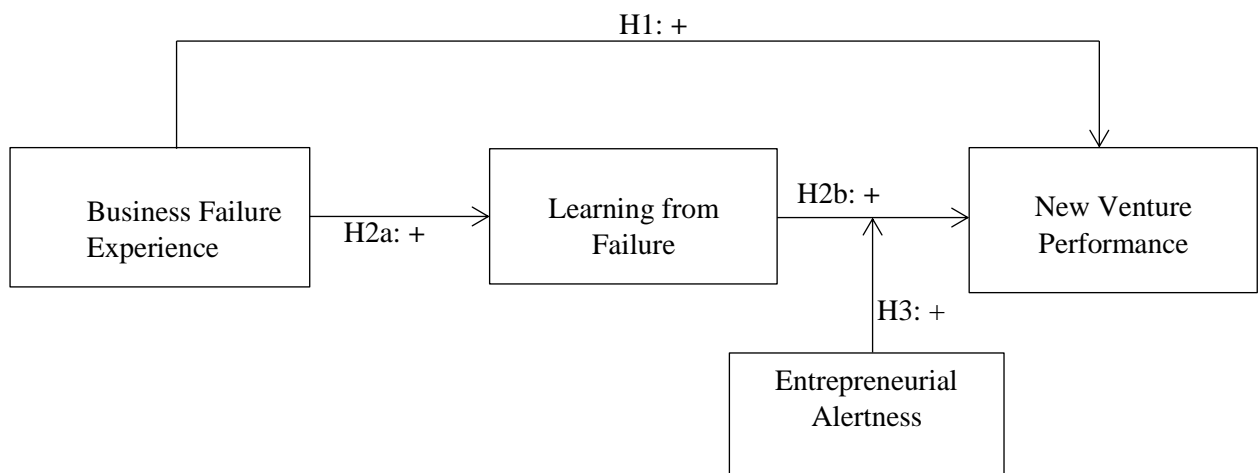 H1: +
Business Failure
Experience
H2a: +
Learning from
Failure
H2b: +
New Venture
Performance
H3: +
Entrepreneurial
Alertness